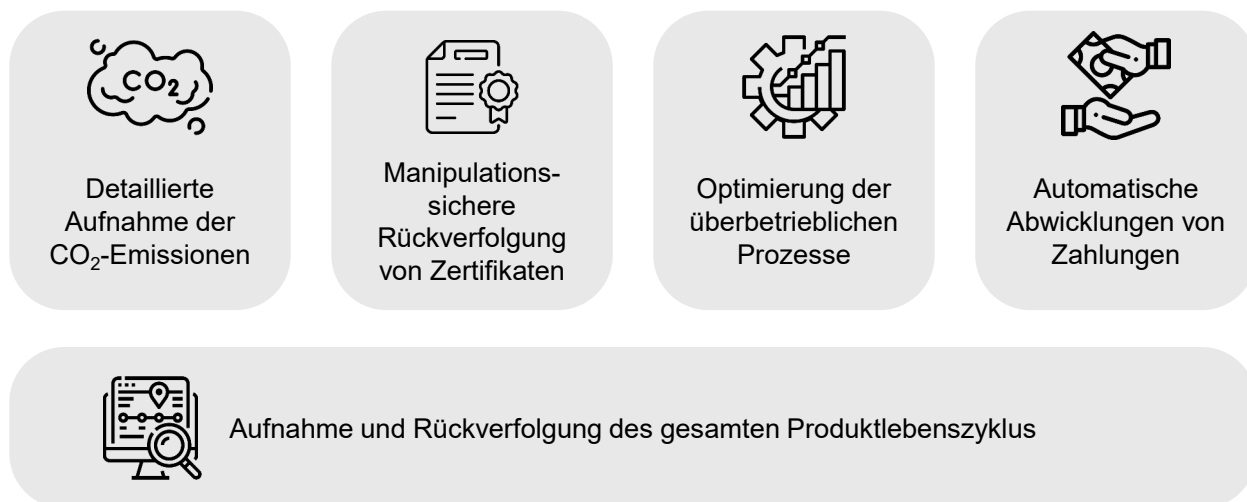 CO2
Detaillierte
Aufnahme der
CO₂-Emissionen
Manipulations-
sichere
Rückverfolgung
von Zertifikaten
Optimierung der
überbetrieblichen
Prozesse
Automatische
Abwicklungen von
Zahlungen
Aufnahme und Rückverfolgung des gesamten Produktlebenszyklus